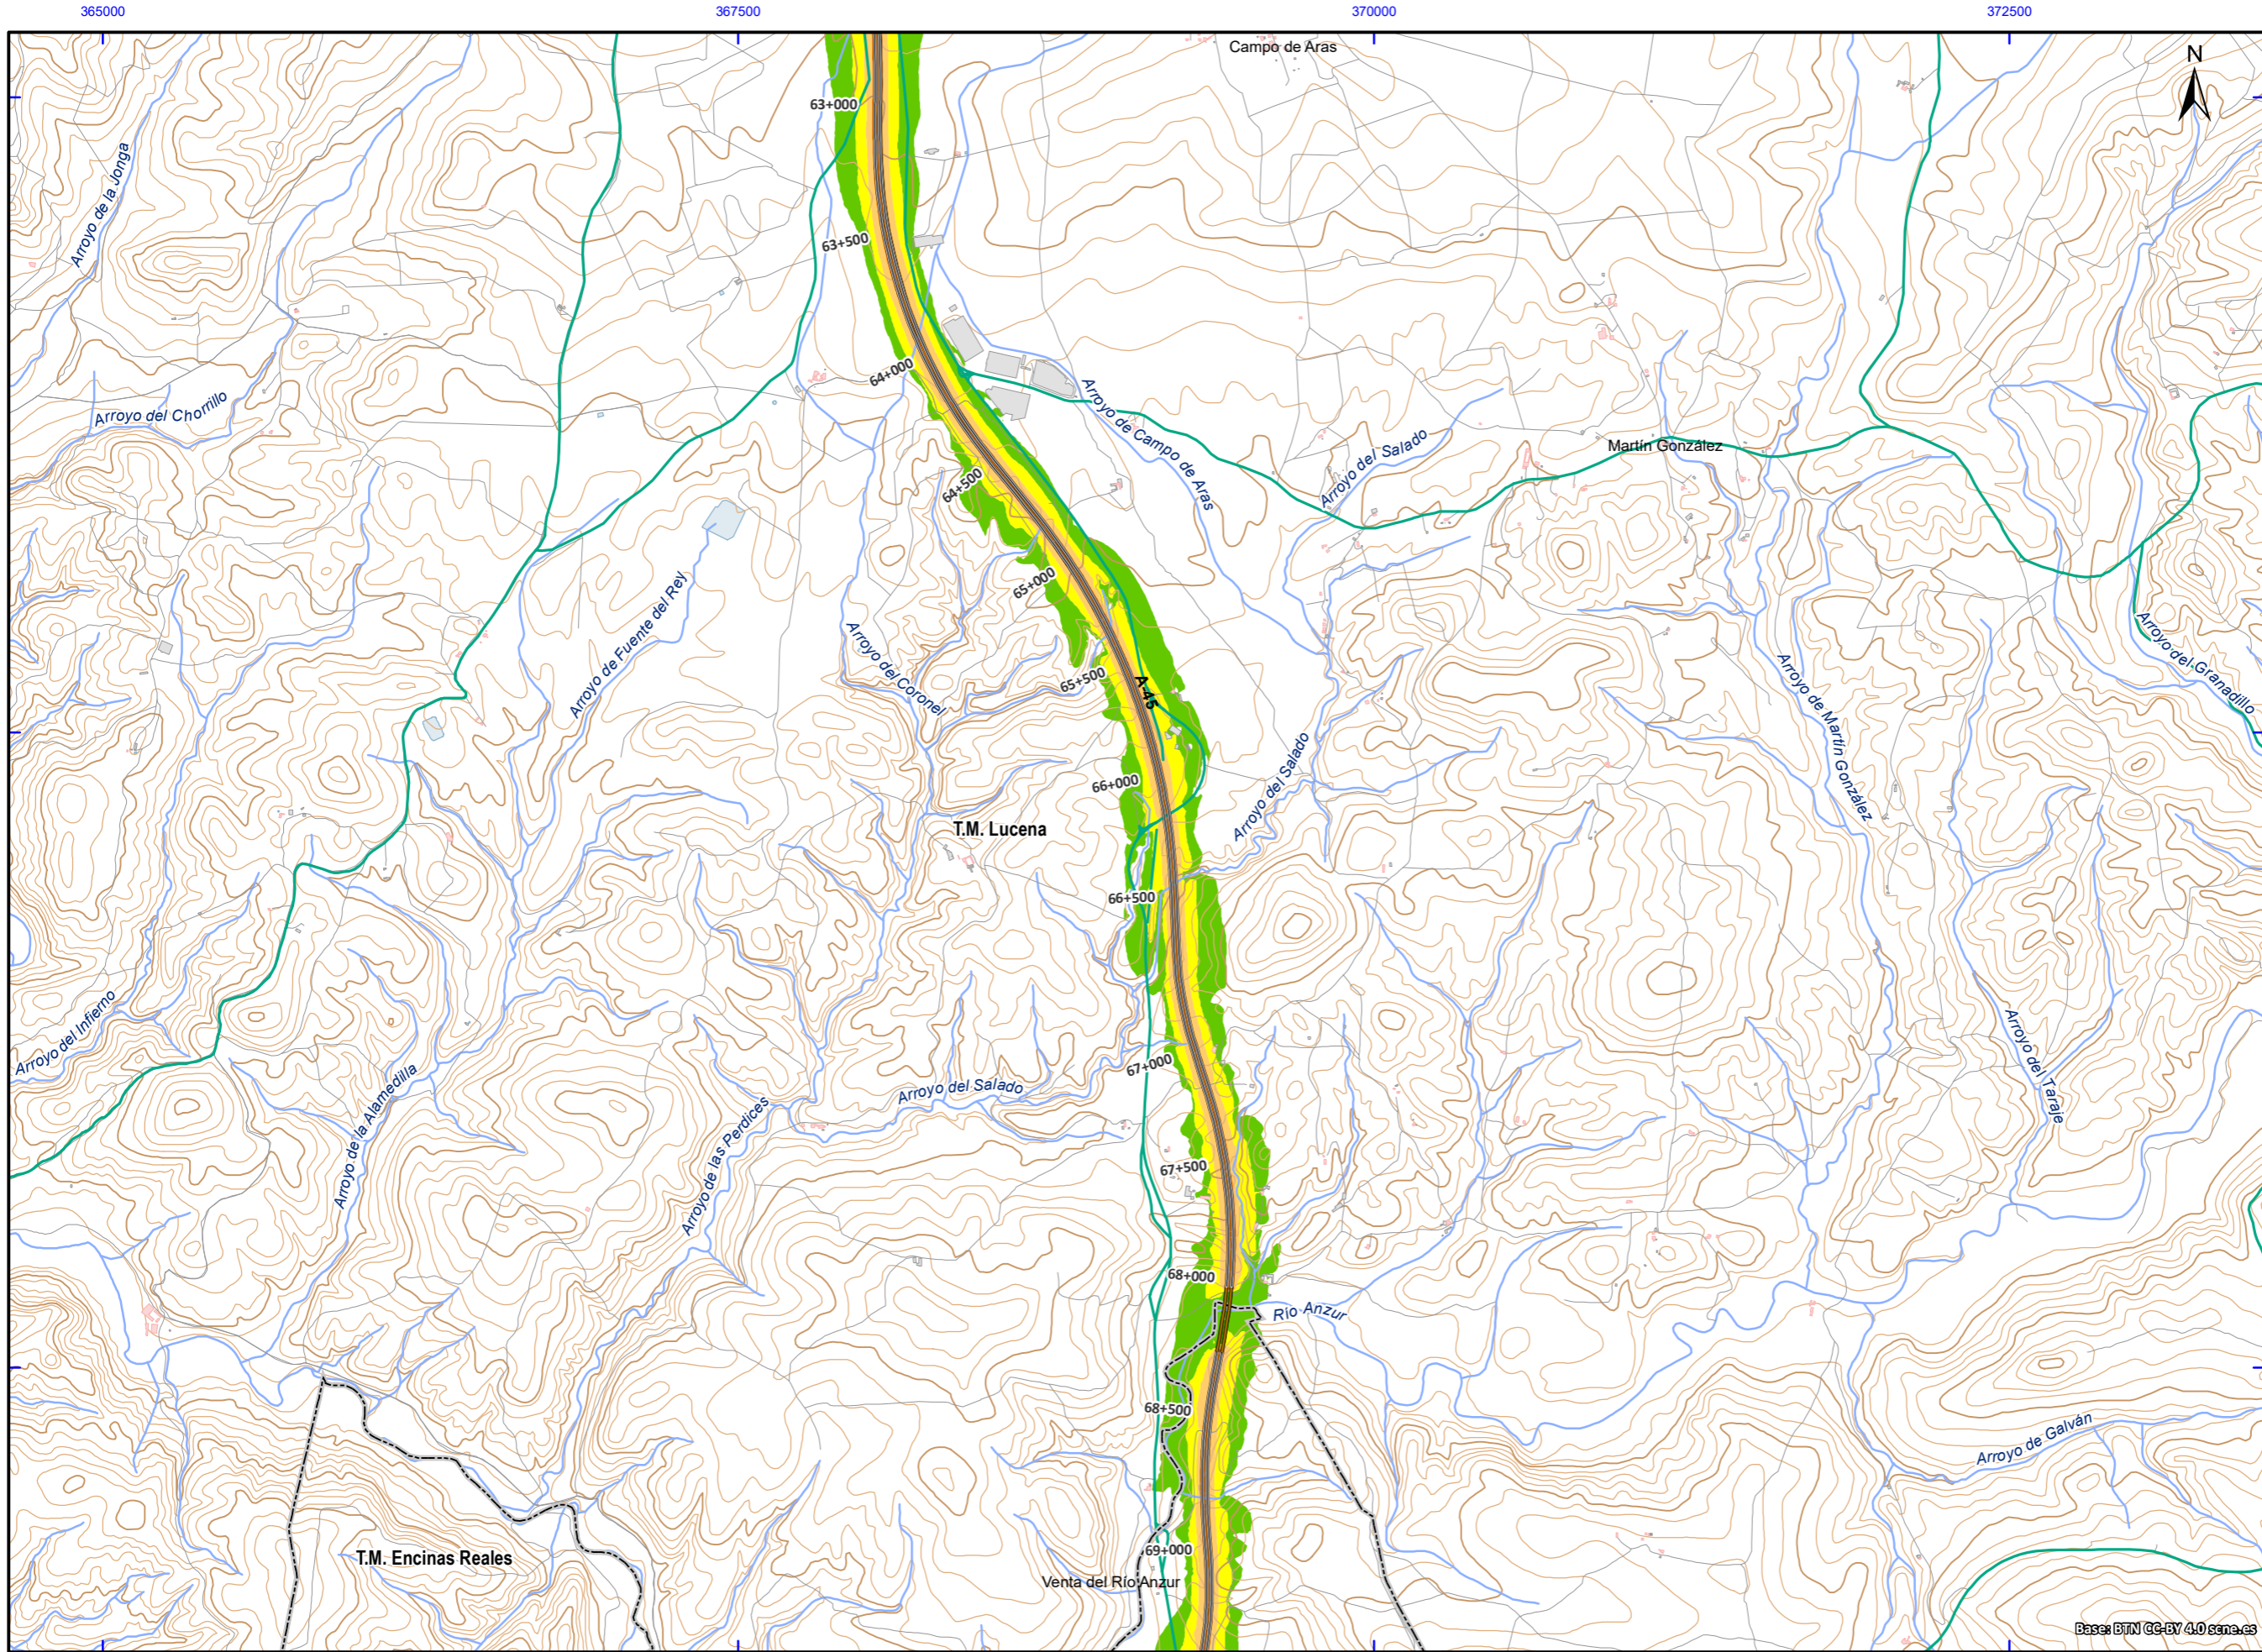 365000
367500
370000
372500
Campo de Aras
N
63+000
Arroyo de la Jonga
63+500
64+000
Arroyo del Chorrillo
Arroyo de Campo de Aras
Arroyo del Salado
Martín González
64+500
65+000
Arroyo de Fuente del Rey
Arroyo del Coronel
65+500
A-45
Arroyo de Martín González
Arroyo del Granadillo
66+000
Arroyo del Salado
T.M. Lucena
66+500
Arroyo del Infierno
67+000
Arroyo del Salado
Arroyo de la Alamedilla
Arroyo de las Perdices
Arroyo del Taraje
67+500
68+000
Río Anzur
68+500
Arroyo de Galván
69+000
T.M. Encinas Reales
Venta del Río Anzur
Base: BTN CC-BY 4.0 scne.es